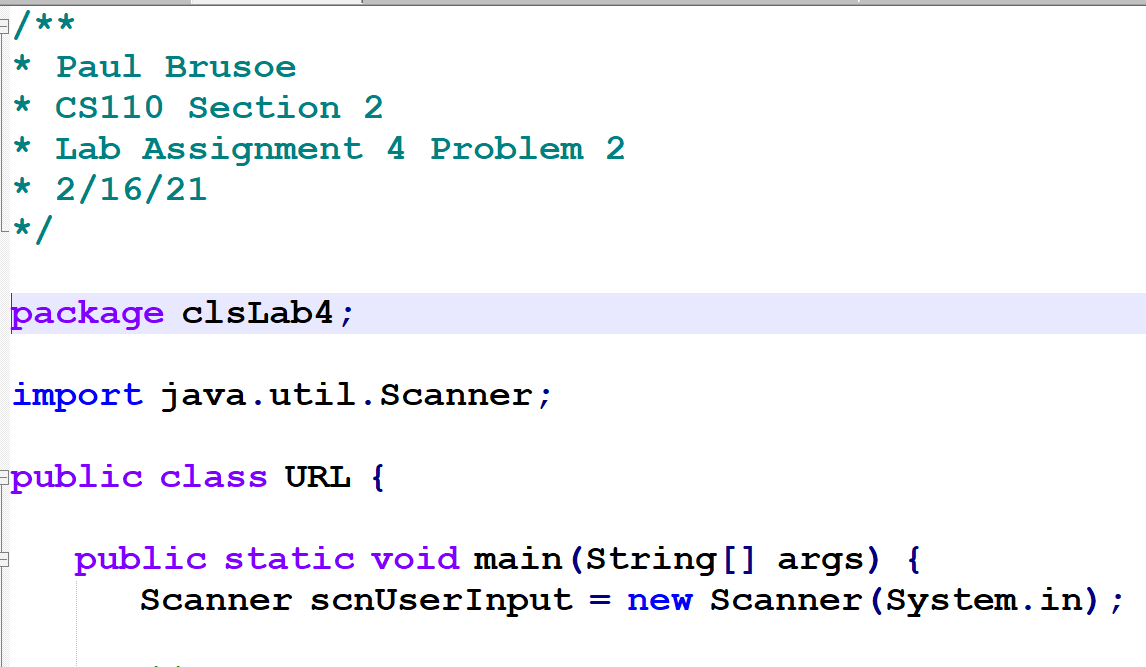 /**
* Paul Brusoe
* CS110 Section 2
* Lab Assignment 4 Problem 2
* 2/16/21
*/
package clsLab4;
import java.util.Scanner;
public class URL {
public static void main(String[] args) {
Scanner scnUserInput = new Scanner(System.in);